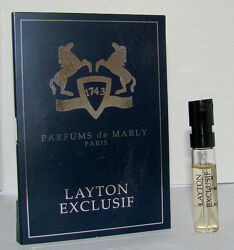 1743
PARFUMS de MARLY
PARIS
LAYTON
EXCLUSIF
LAYTON
EXCLUSIF